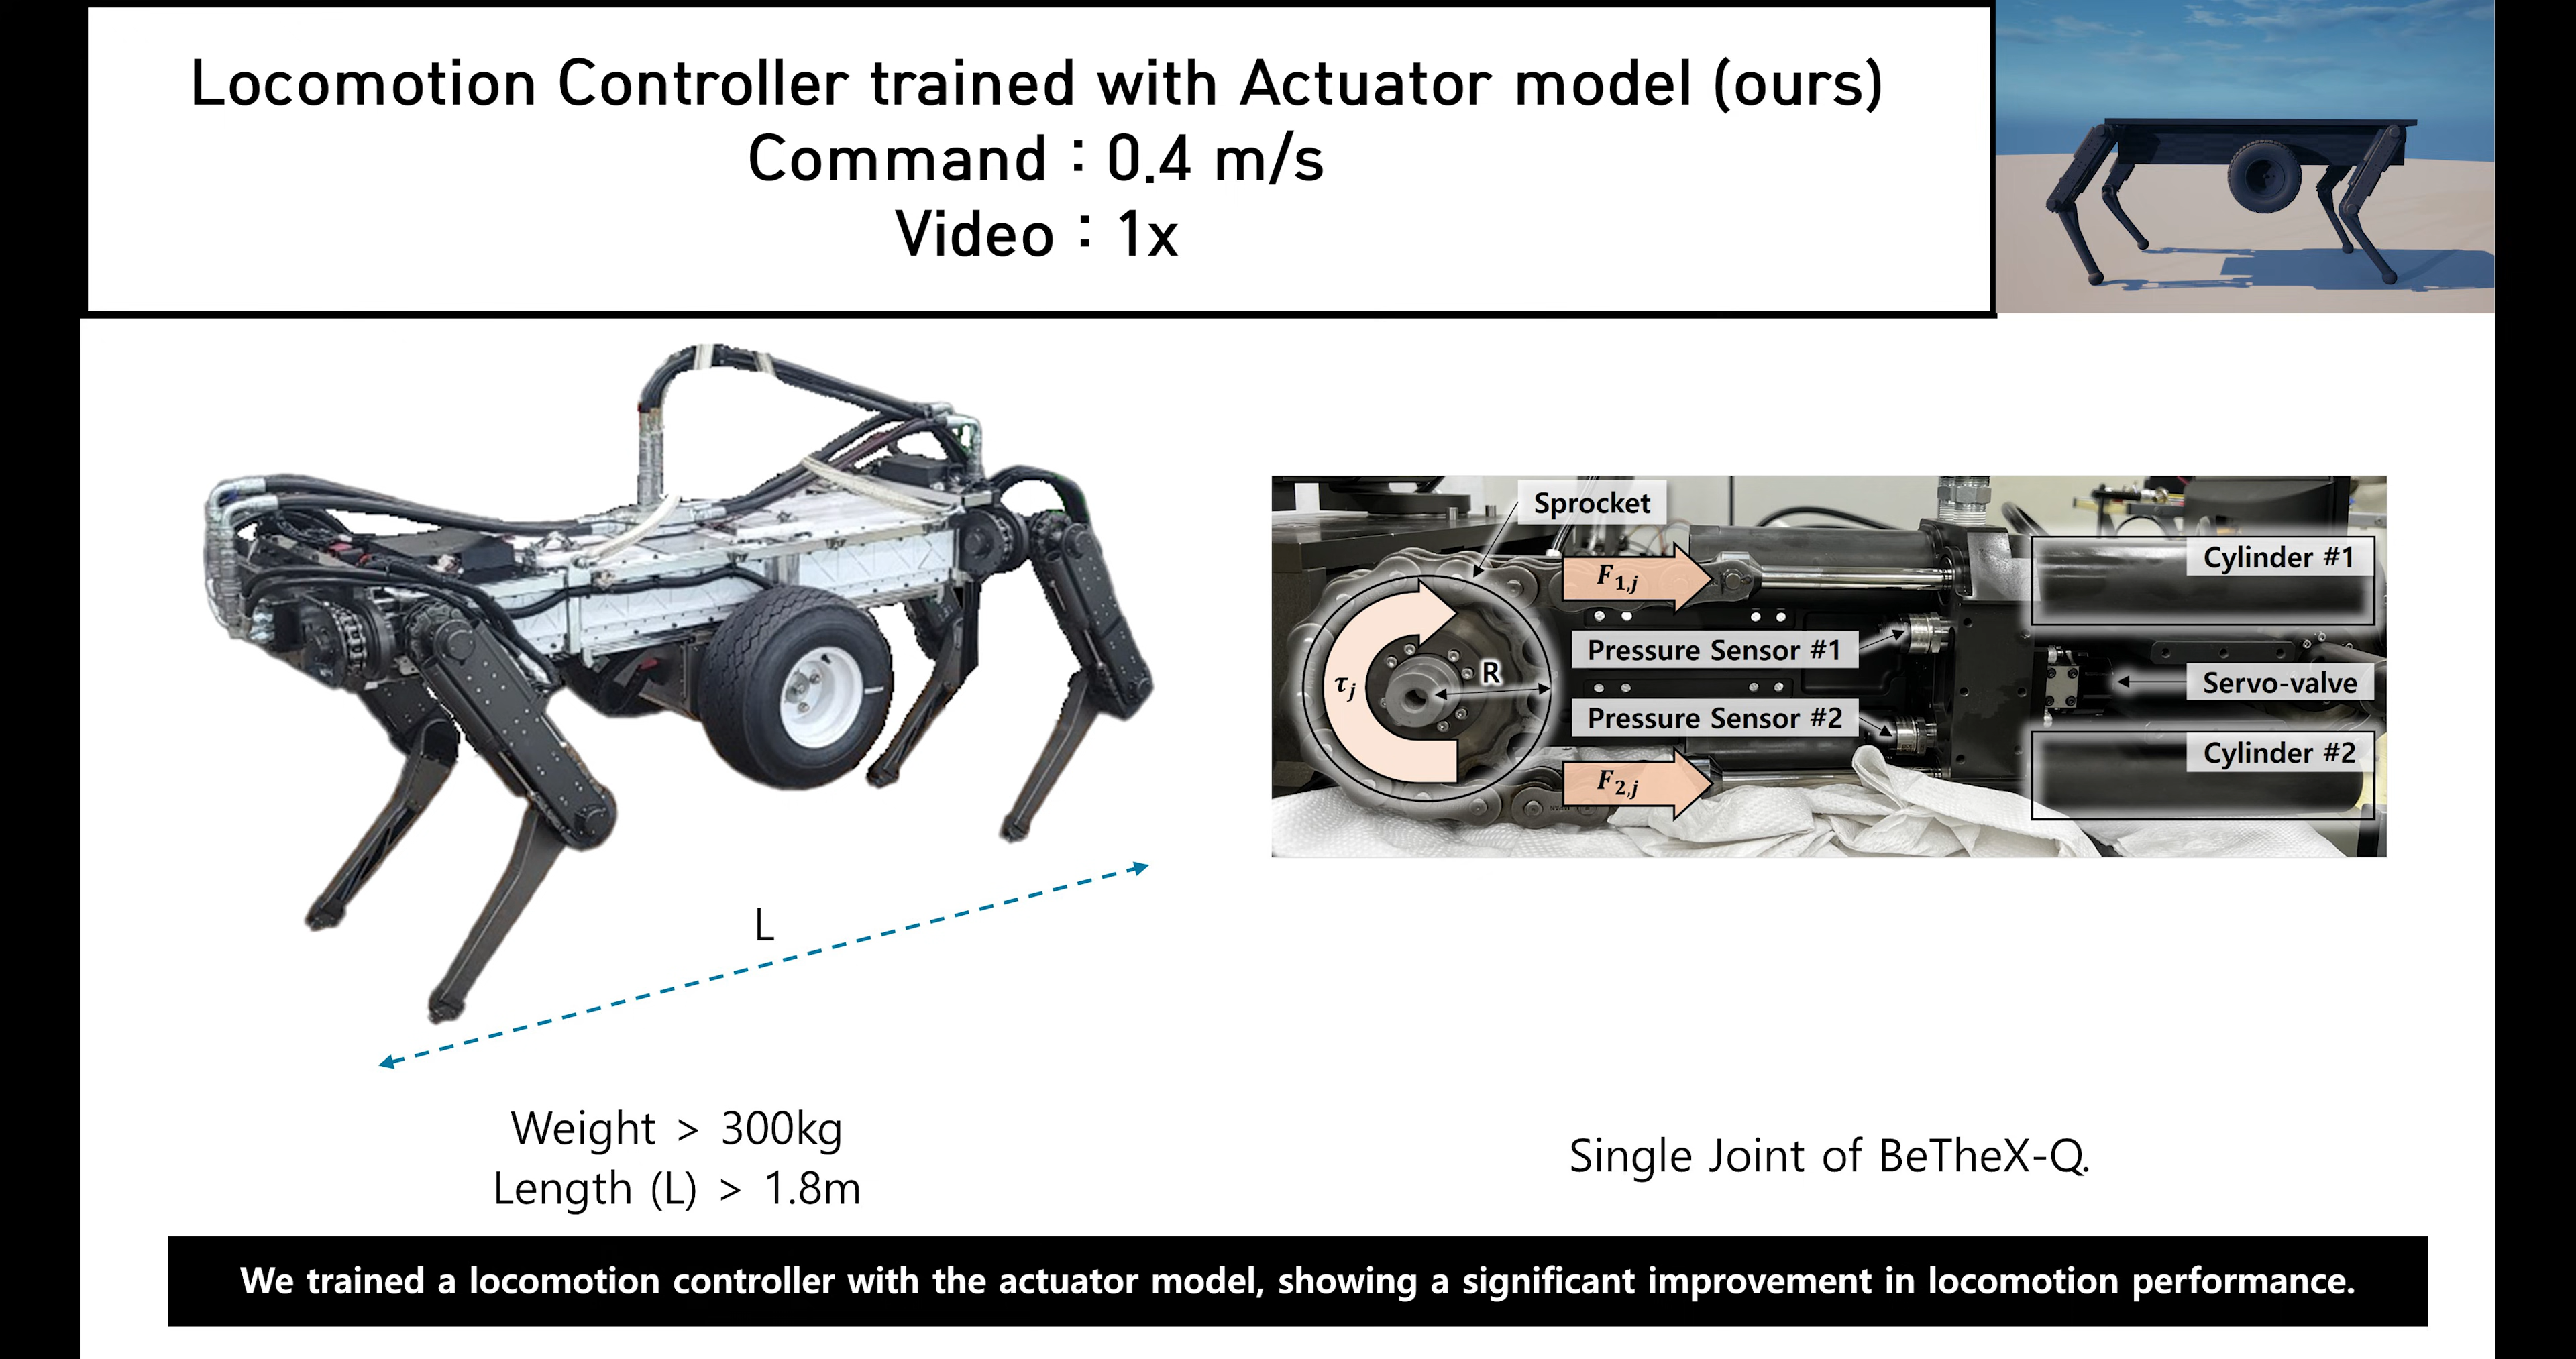 Locomotion Controller trained with Actuator model (ours)
Command : 0.4 m/s
Video : 1x
L
Weight > 300kg
Length (L) > 1.8m
Sprocket
F1,j
Cylinder #1
Pressure Sensor #1
τj
R
Servo-valve
Pressure Sensor #2
Cylinder #2
F2,j
Single Joint of BeTheX-Q.
We trained a locomotion controller with the actuator model, showing a significant improvement in locomotion performance.